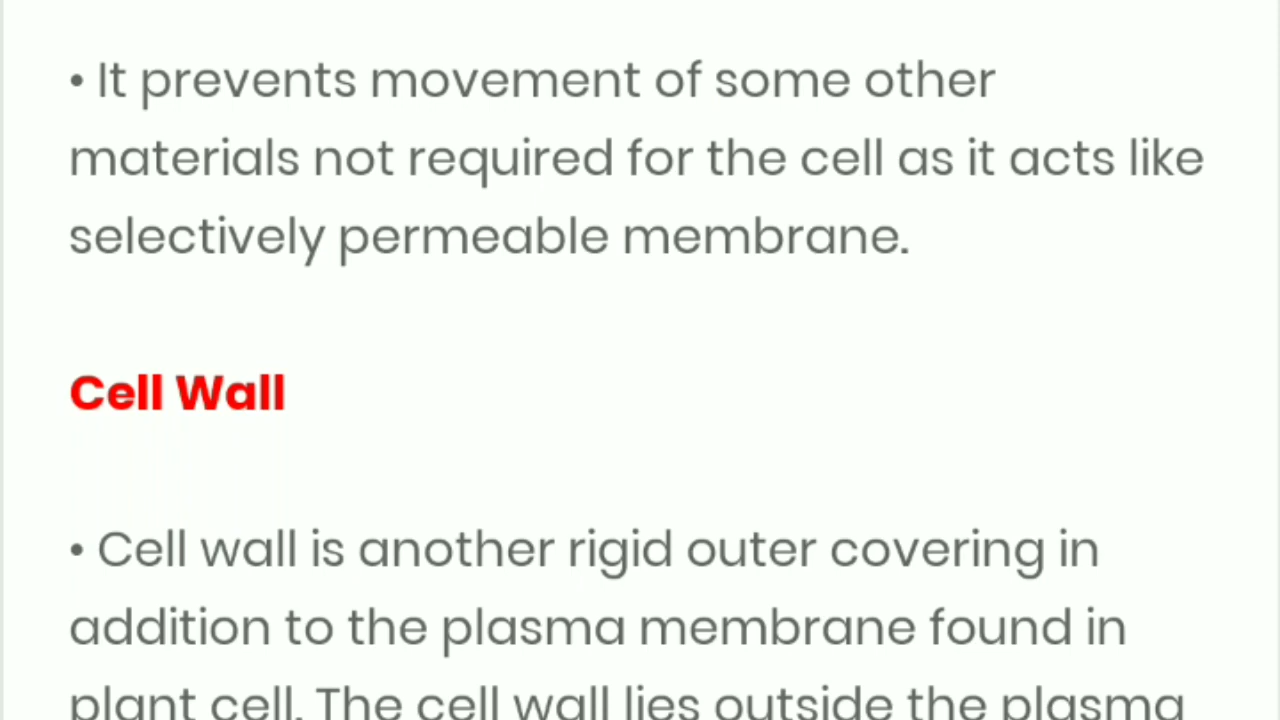 • It prevents movement of some other
materials not required for the cell as it acts like
selectively permeable membrane.
Cell Wall
• Cell wall is another rigid outer covering in
addition to the plasma membrane found in
plant cell. The cell wall lies outside the plasma